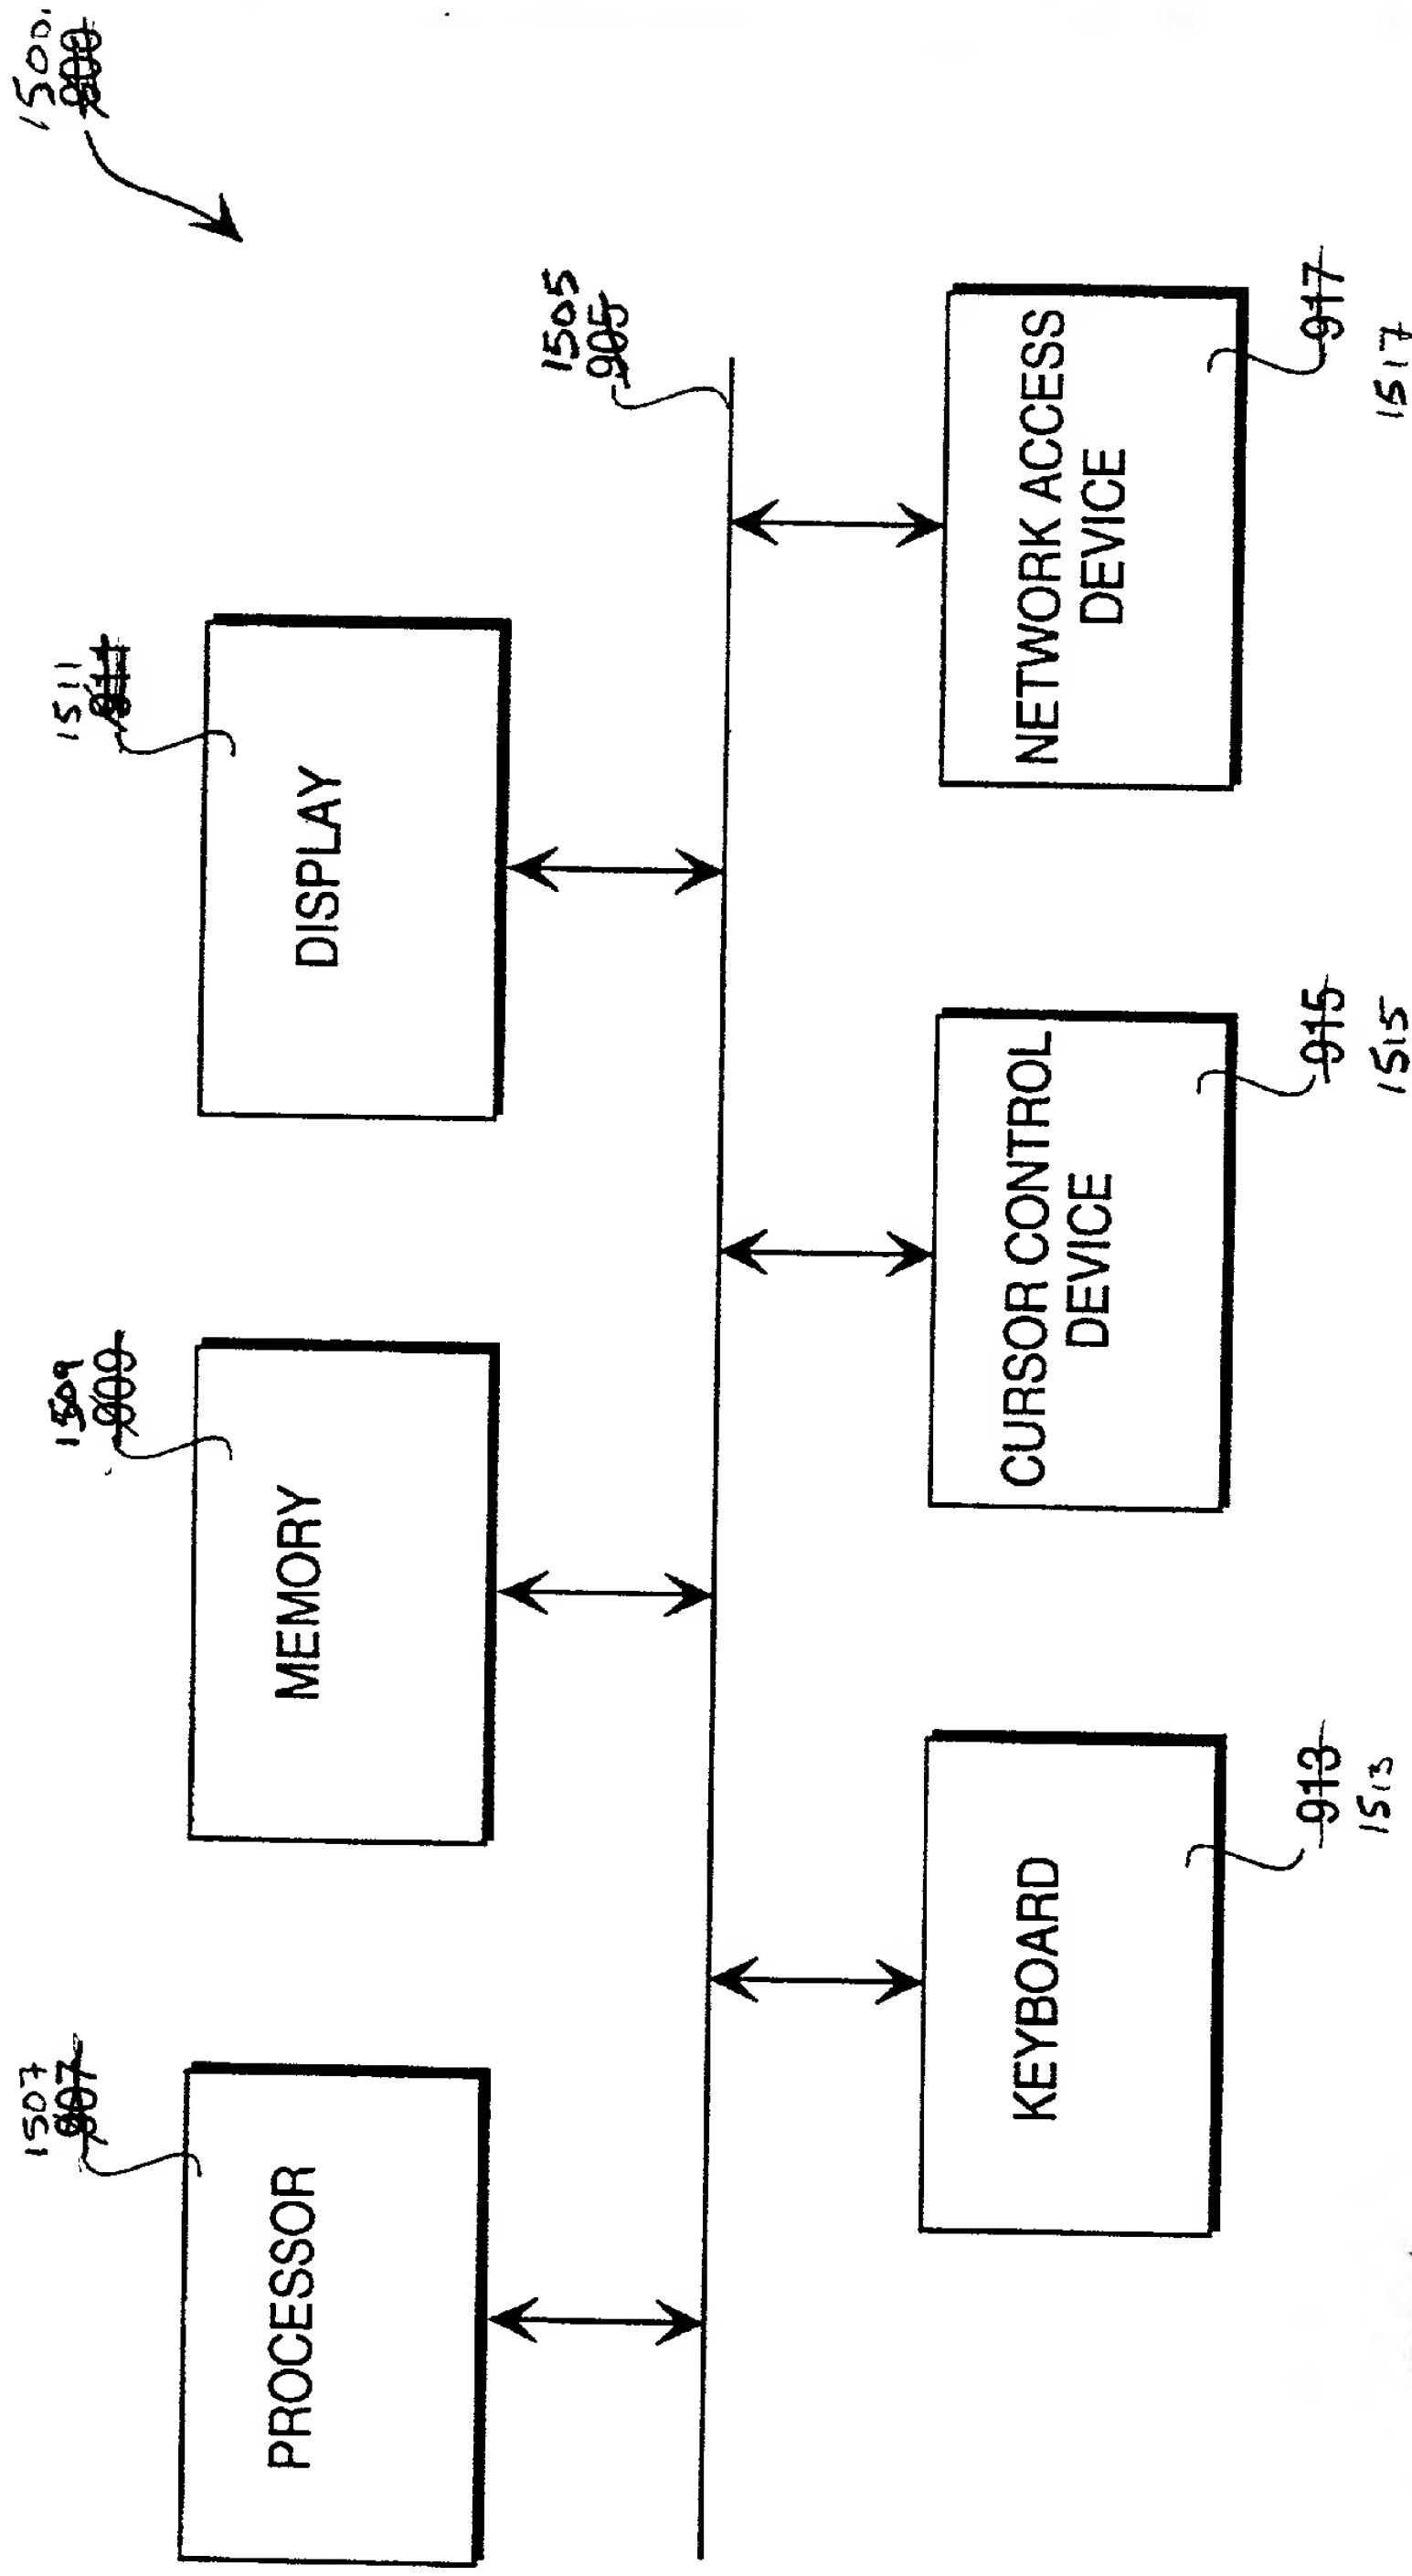 1500
900
1507
907
PROCESSOR
1509
909
MEMORY
1511
911
DISPLAY
1505
905
KEYBOARD
913
1513
CURSOR CONTROL
DEVICE
915
1515
NETWORK ACCESS
DEVICE
917
1517